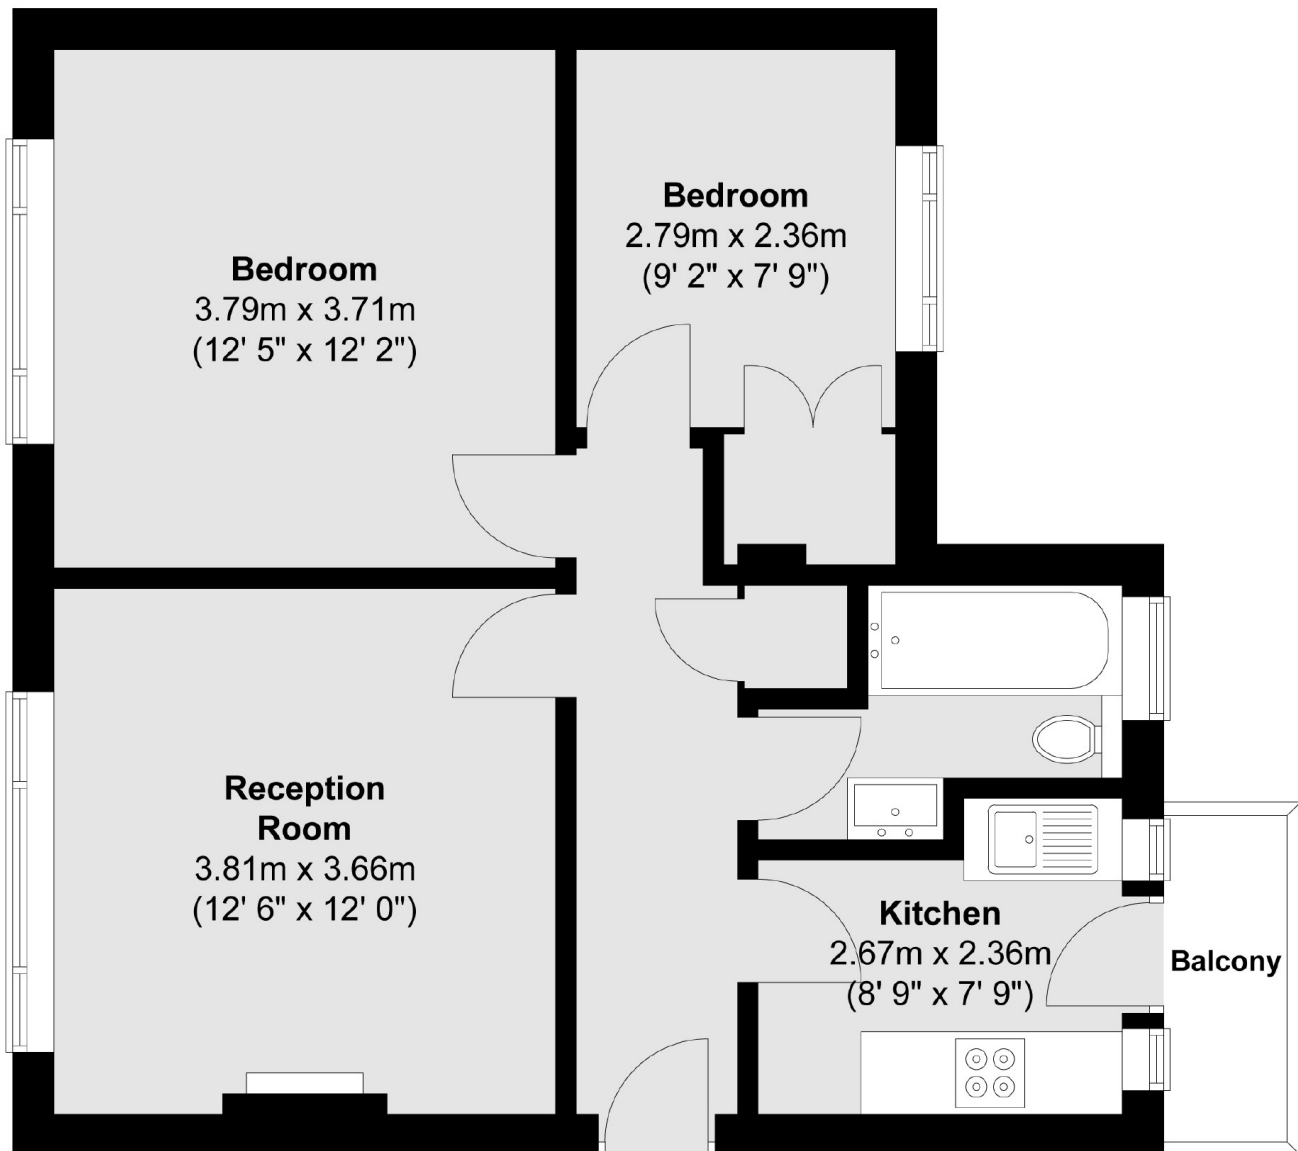 Bedroom
3.79m x 3.71m
(12' 5" x 12' 2")
Bedroom
2.79m x 2.36m
(9' 2" x 7' 9")
Reception
Room
3.81m x 3.66m
(12' 6" x 12' 0")
Kitchen
2.67m x 2.36m
(8' 9" x 7' 9")
Balcony